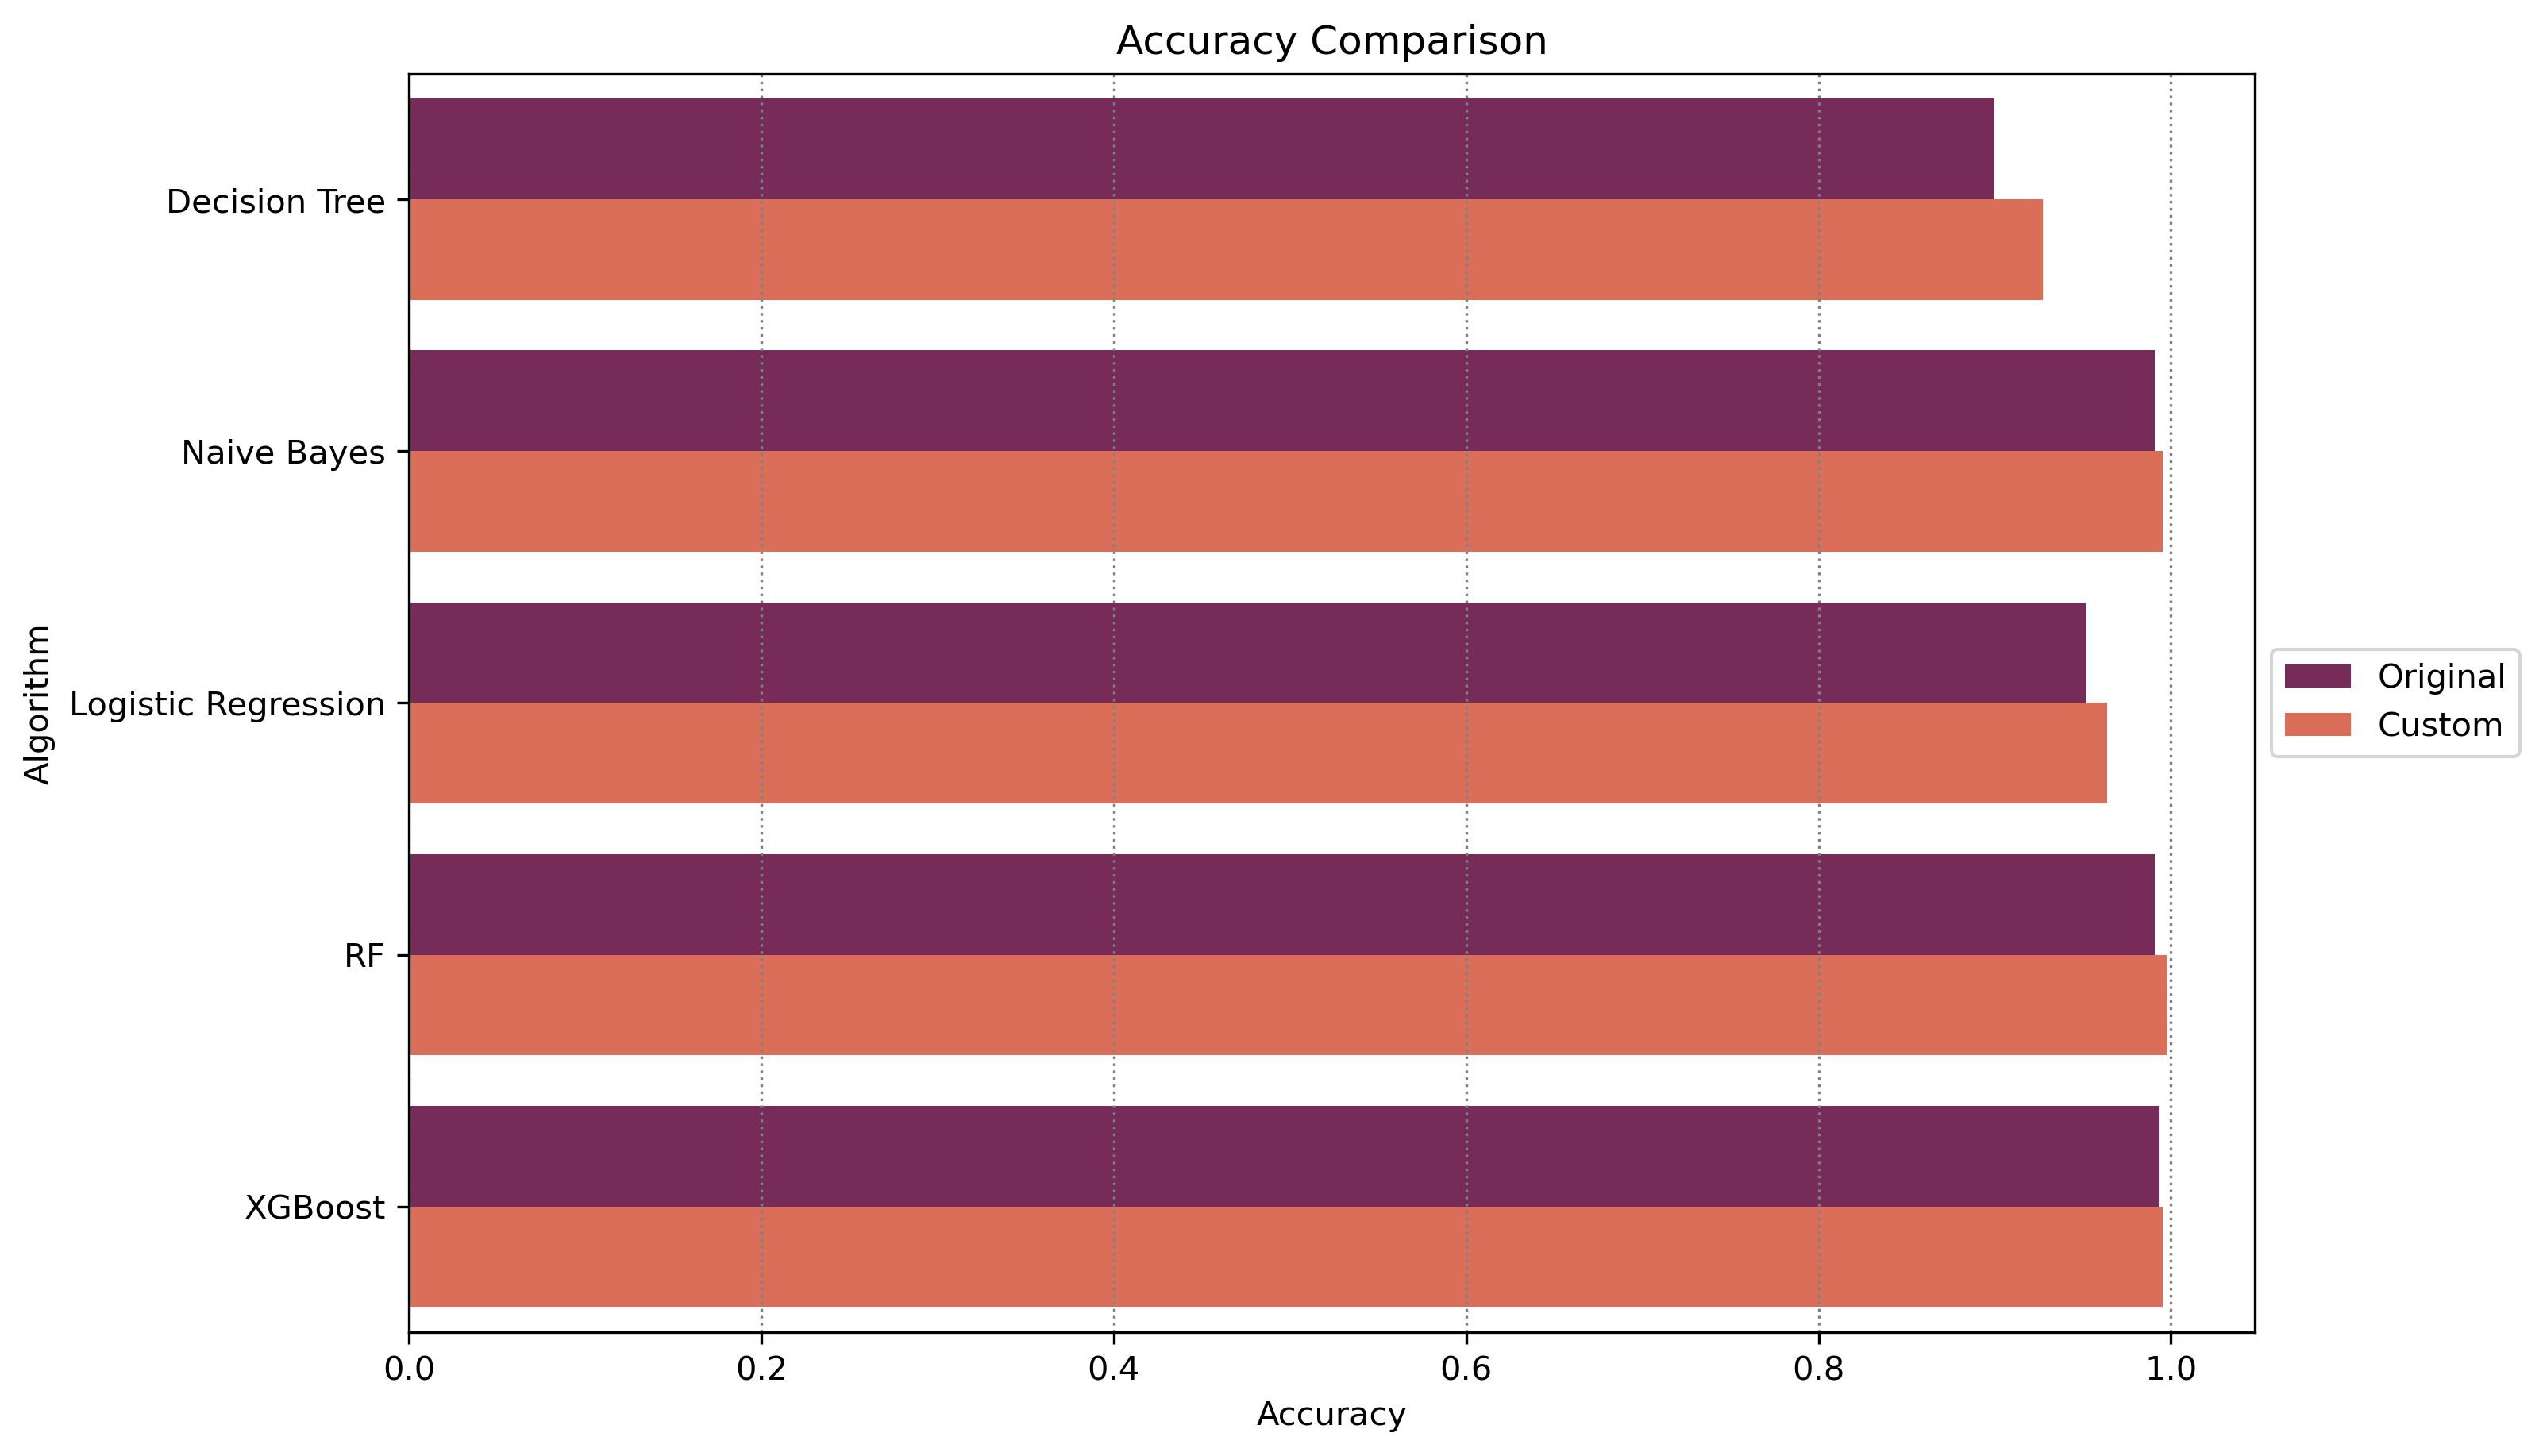 Accuracy Comparison
Decision Tree
Naive Bayes
Logistic Regression
RF
XGBoost
Algorithm
0.0 0.2 0.4 0.6 0.8 1.0
Accuracy
Original
Custom